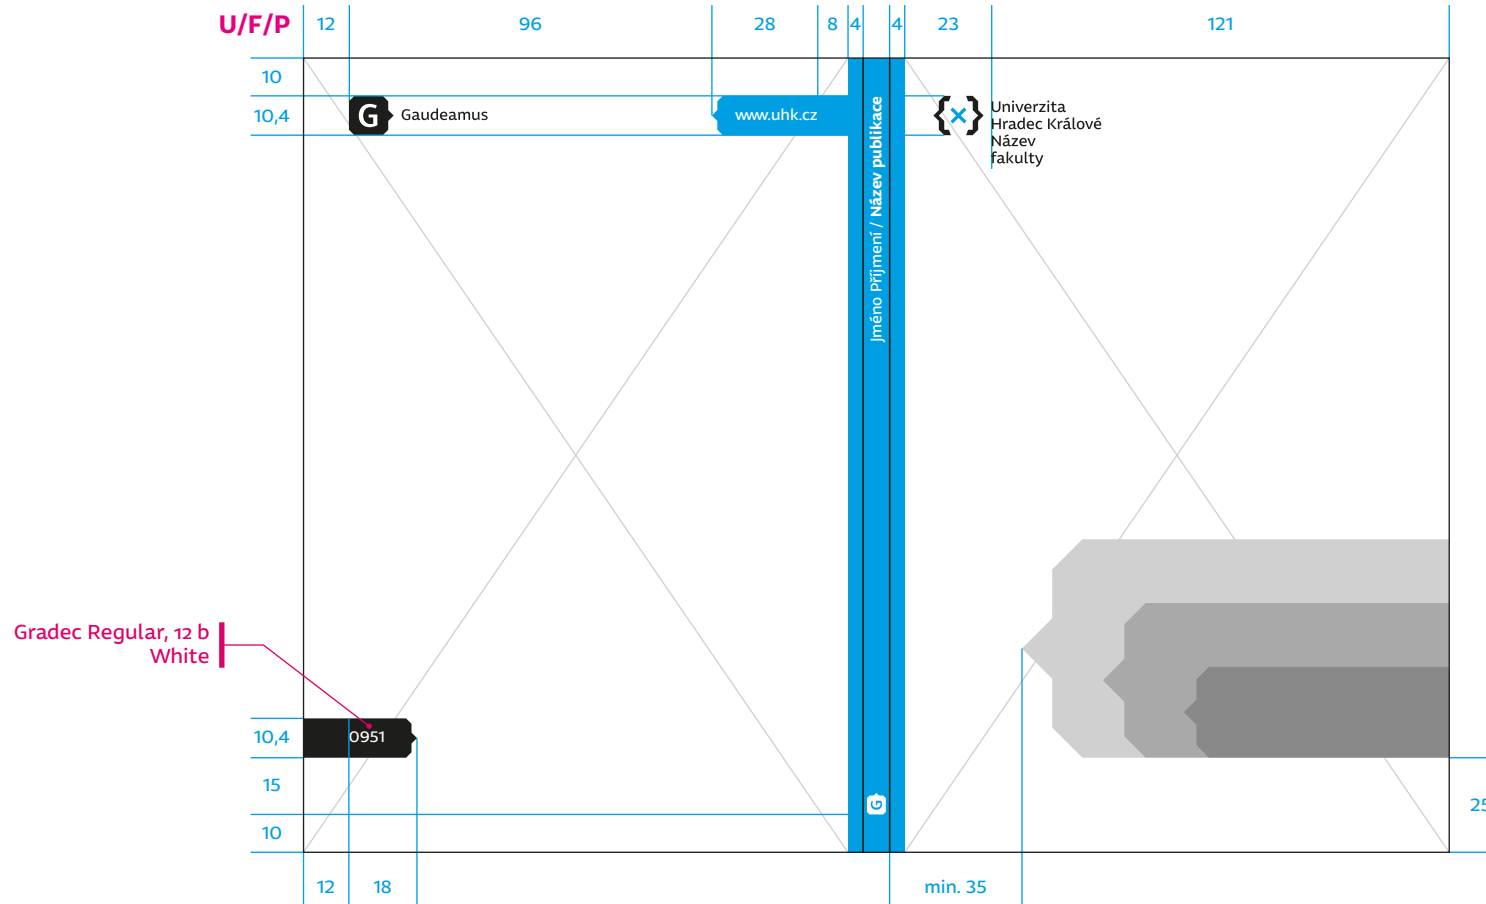 U/F/P
12
96
28
8
4
4
23
121
10
10,4
G
Gaudeamus
www.uhk.cz
Jméno Příjmení / Název publikace
Univerzita
Hradec Králové
Název
fakulty
Gradec Regular, 12 b
White
10,4
0951
15
10
G
25
12
18
min. 35